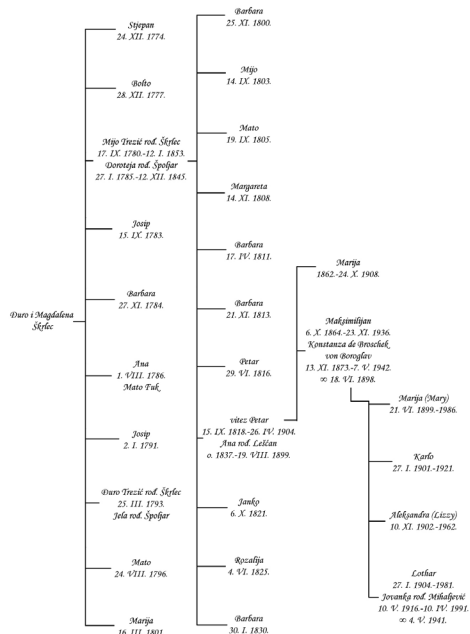 Đuro i Magdalena
Škrlec
Stjepan
24. XII. 1774.
Bolto
28. XII. 1777.
Mijo Trezić rođ. Škrlec
17. IX. 1780.-12. I. 1853.
Doroteja rođ. Špoljar
27. I. 1785.-12. XII. 1845.
Josip
15. IX. 1783.
Barbara
27. XI. 1784.
Ana
1. VIII. 1786.
Mato Tuk
Josip
2. I. 1791.
Đuro Trezić rođ. Škrlec
25. III. 1793.
Jela rođ. Špoljar
Mato
24. VIII. 1796.
Marija
16. III. 1801.
Barbara
25. XI. 1800.
Mijo
14. IX. 1803.
Mato
19. IX. 1805.
Margareta
14. XI. 1808.
Barbara
17. IV. 1811.
Barbara
21. XI. 1813.
Petar
29. VI. 1816.
vitez Petar
15. IX. 1818.-26. IV. 1904.
Ana rođ. Leščan
o. 1837.-19. VIII. 1899.
Janko
6. X. 1821.
Rozalija
4. VI. 1825.
Barbara
30. I. 1830.
Marija
1862.-24. X. 1908.
Maksimilijan
6. X. 1864.-23. XI. 1936.
Konstanza de Broschek
von Boroglav
13. XI. 1873.-7. V. 1942.
∞ 18. VI. 1898.
Marija (Mary)
21. VI. 1899.-1986.
Karlo
27. I. 1901.-1921.
Aleksandra (Lizzy)
10. XI. 1902.-1962.
Lothar
27. I. 1904.-1981.
Jovanka rođ. Mihaljević
10. V. 1916.-10. IV. 1991.
∞ 4. V. 1941.